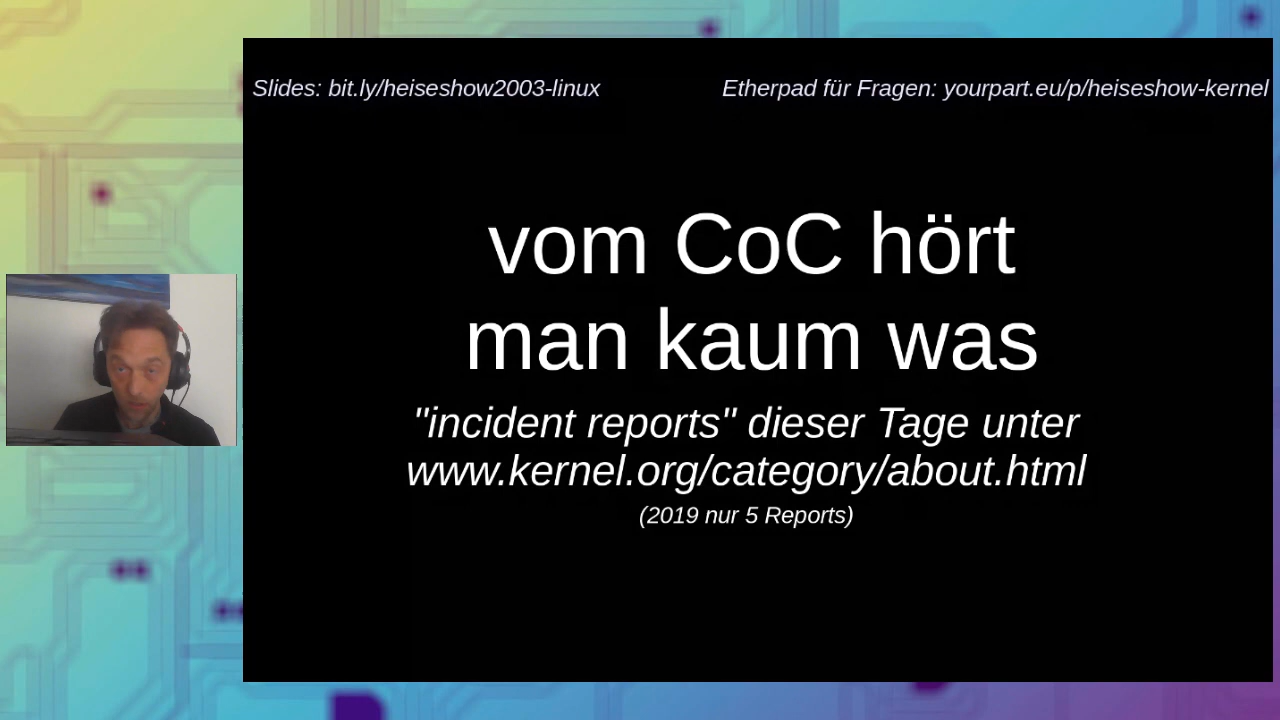 Slides: bit.ly/heiseshow2003-linux
Etherpad für Fragen: yourpart.eu/p/heiseshow-kernel
vom CoC hört
man kaum was
"incident reports" dieser Tage unter
www.kernel.org/category/about.html
(2019 nur 5 Reports)